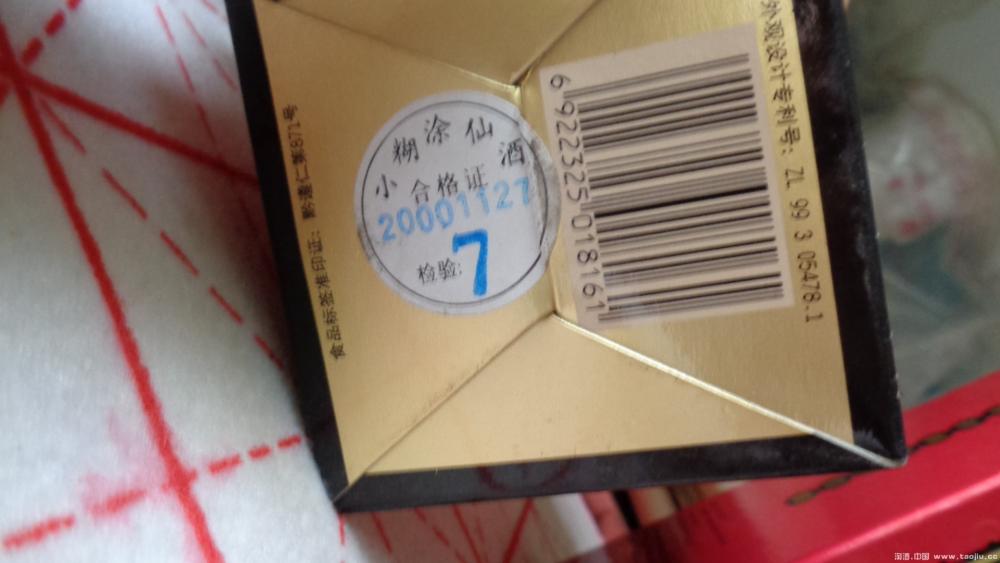 食品标签准印证：黔遵仁第871号
小糊涂仙酒
合格证
20001127
检验:7
6 922325 018161
外观设计专利号: ZL 99 3 05478.1
淘酒.中国 www.taojiu.cc